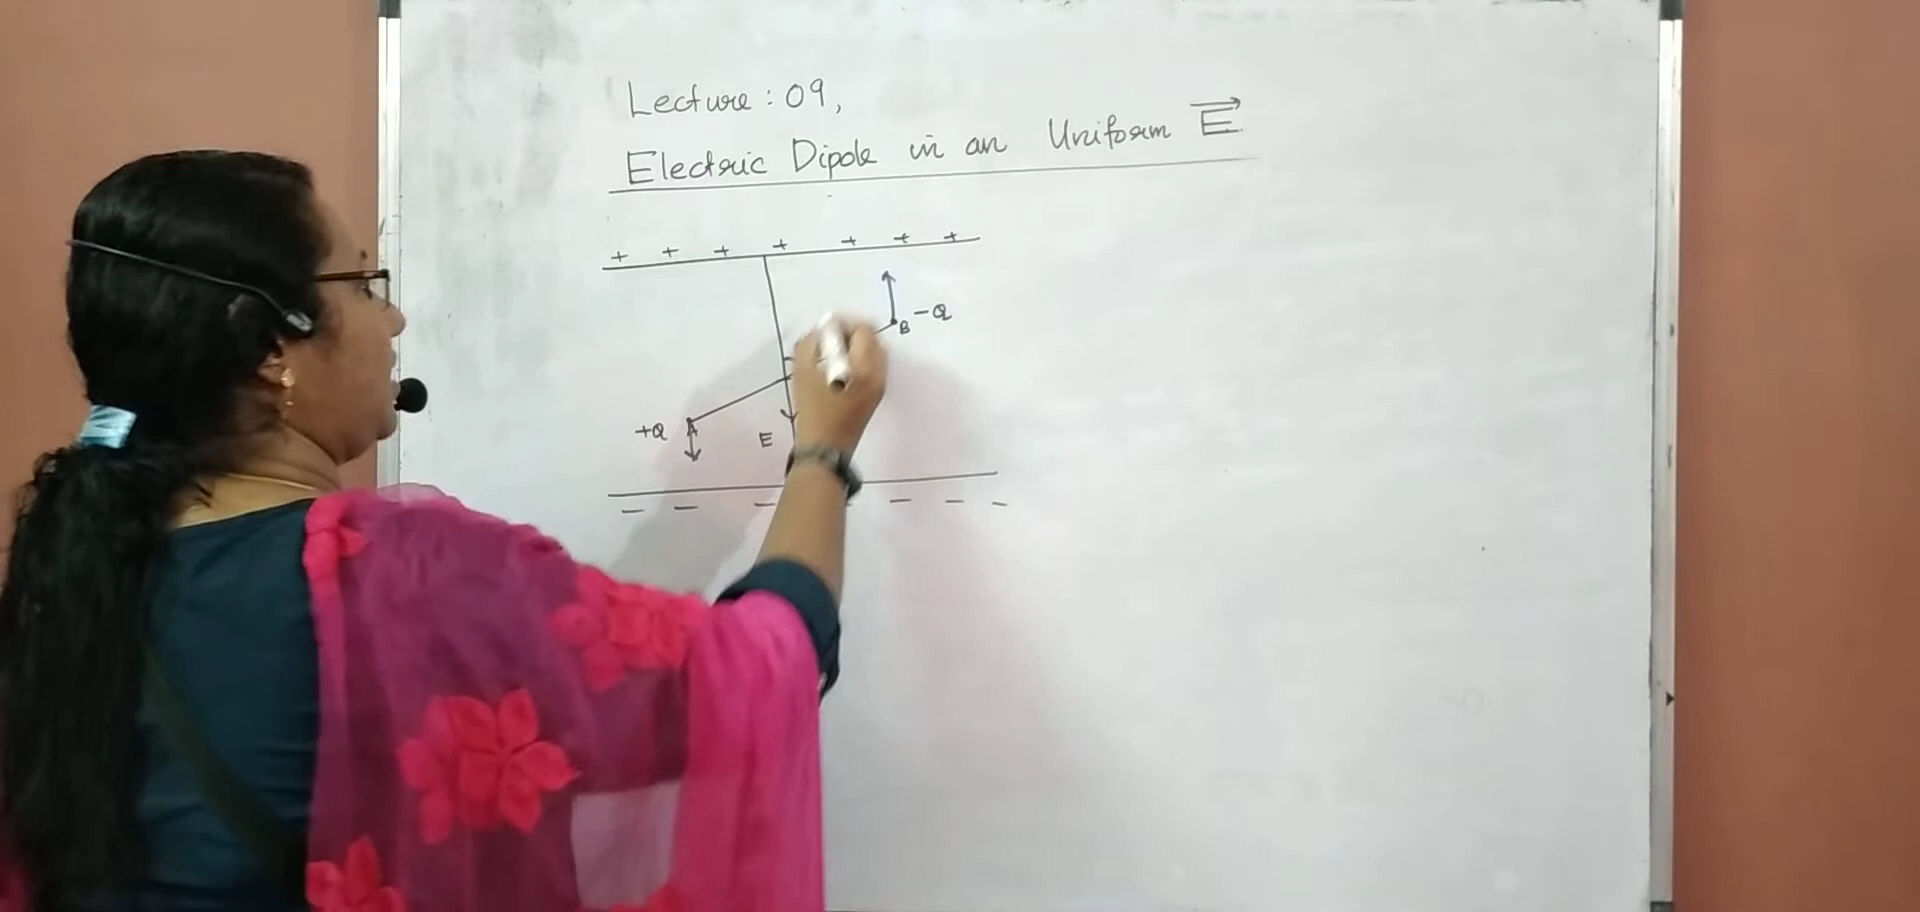 Lecture : 09,
Electric Dipole in an Uniform E
+ + + + + + +
B -Q
+Q A
E
- - - - - - -